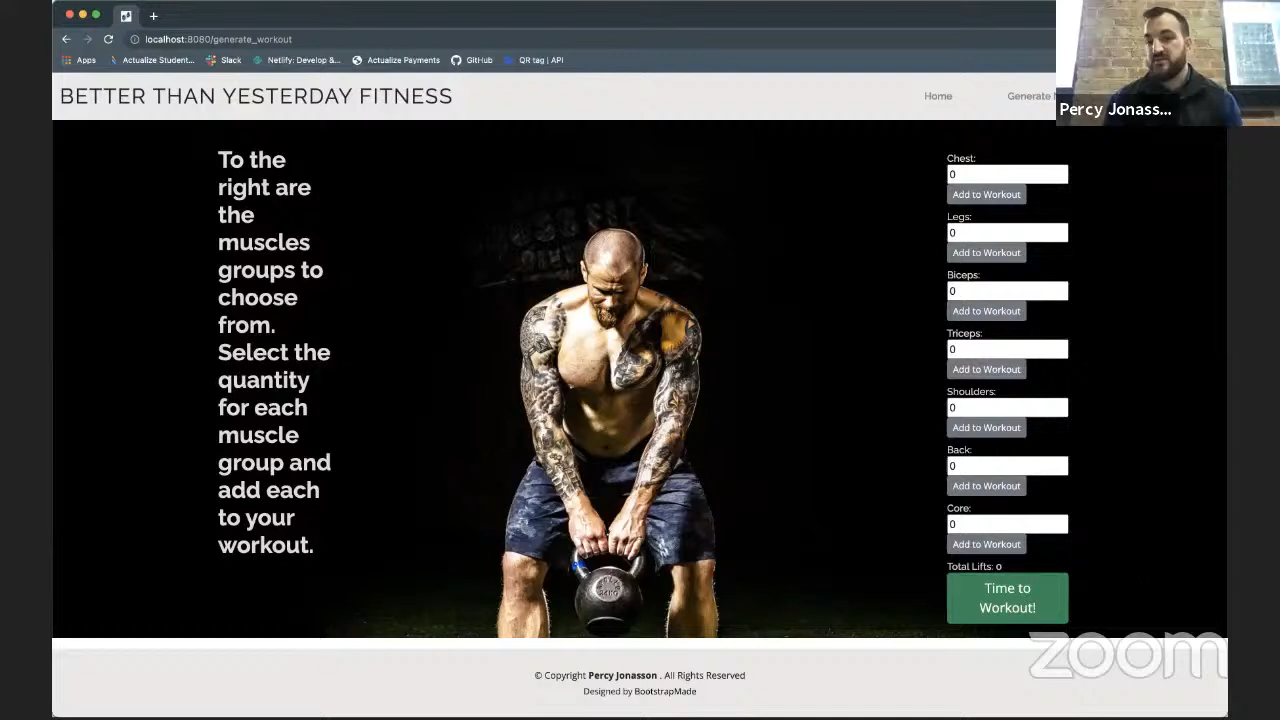 localhost:8080/generate_workout
Apps
Actualize Student...
Slack
Netlify: Develop &...
Actualize Payments
GitHub
QR tag | API
BETTER THAN YESTERDAY FITNESS
Home
Generate
Percy Jonass...
To the
right are
the
muscles
groups to
choose
from.
Select the
quantity
for each
muscle
group and
add each
to your
workout.
Chest:
0
Add to Workout
Legs:
0
Add to Workout
Biceps:
0
Add to Workout
Triceps:
0
Add to Workout
Shoulders:
0
Add to Workout
Back:
0
Add to Workout
Core:
0
Add to Workout
Total Lifts: 0
Time to
Workout!
zoom
© Copyright Percy Jonasson . All Rights Reserved
Designed by BootstrapMade